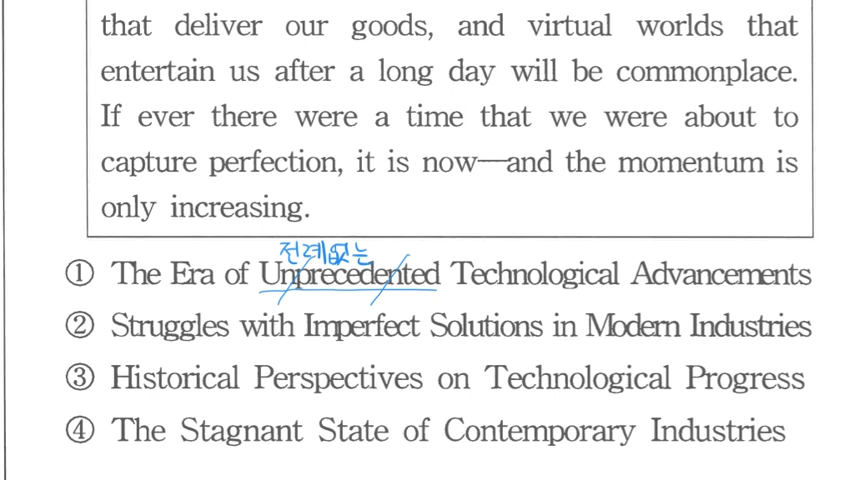 that deliver our goods, and virtual worlds that
entertain us after a long day will be commonplace.
If ever there were a time that we were about to
capture perfection, it is now—and the momentum is
only increasing.
전례없는
① The Era of Unprecedented Technological Advancements
② Struggles with Imperfect Solutions in Modern Industries
③ Historical Perspectives on Technological Progress
④ The Stagnant State of Contemporary Industries